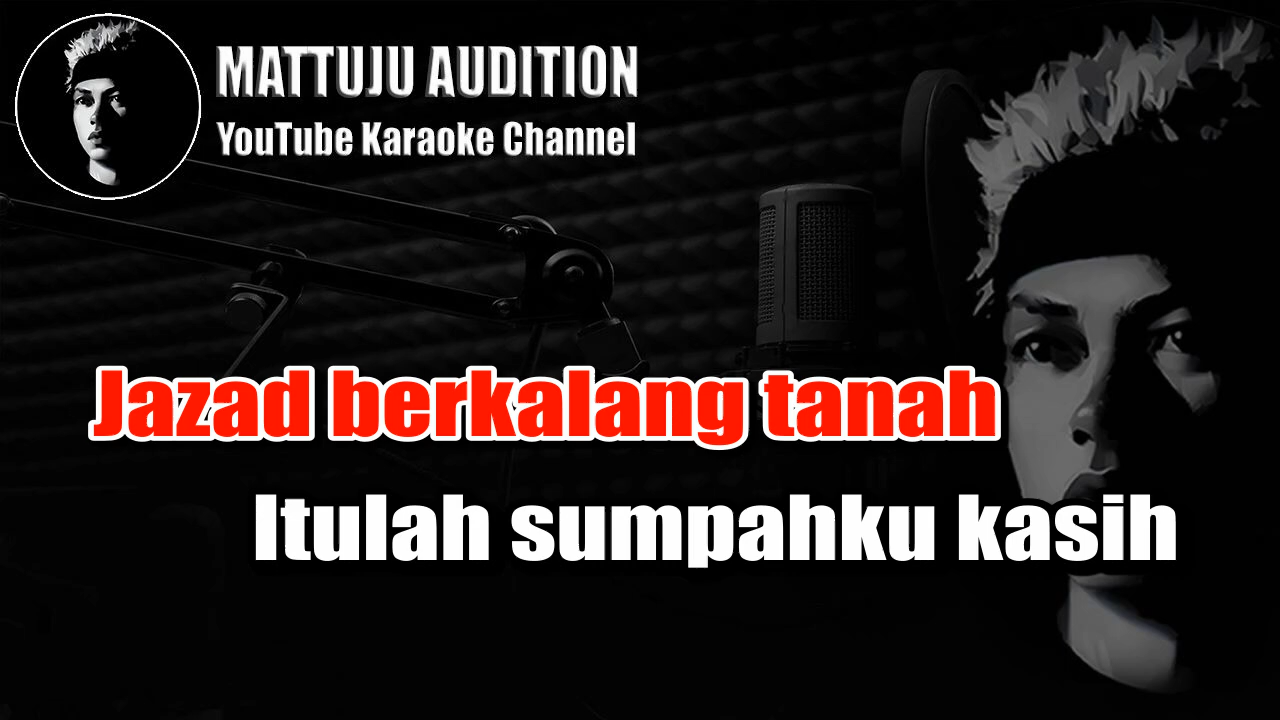 MATTUJU AUDITION
YouTube Karaoke Channel
Jazad berkalang tanah
Itulah sumpahku kasih